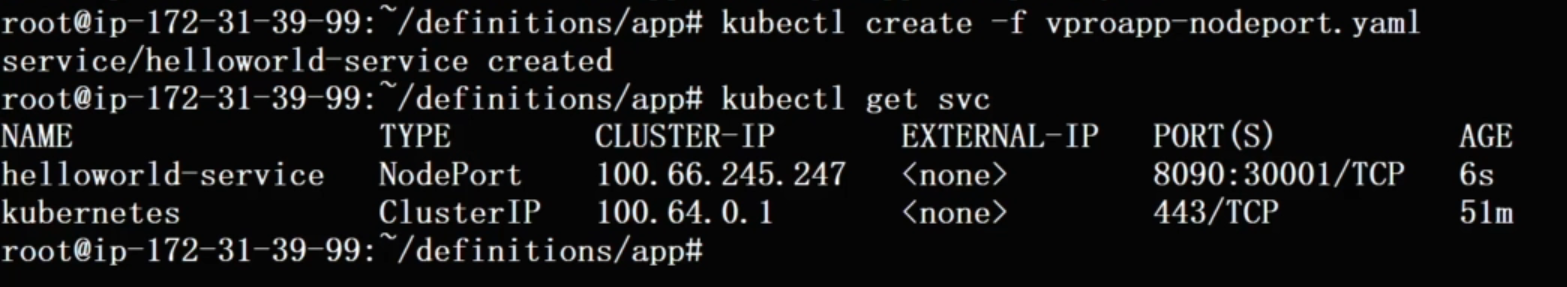 root@ip-172-31-39-99:~/definitions/app# kubectl create -f vproapp-nodeport.yaml
service/helloworld-service created
root@ip-172-31-39-99:~/definitions/app# kubectl get svc
NAME TYPE CLUSTER-IP EXTERNAL-IP PORT(S) AGE
helloworld-service NodePort 100.66.245.247 <none> 8090:30001/TCP 6s
kubernetes ClusterIP 100.64.0.1 <none> 443/TCP 51m
root@ip-172-31-39-99:~/definitions/app#